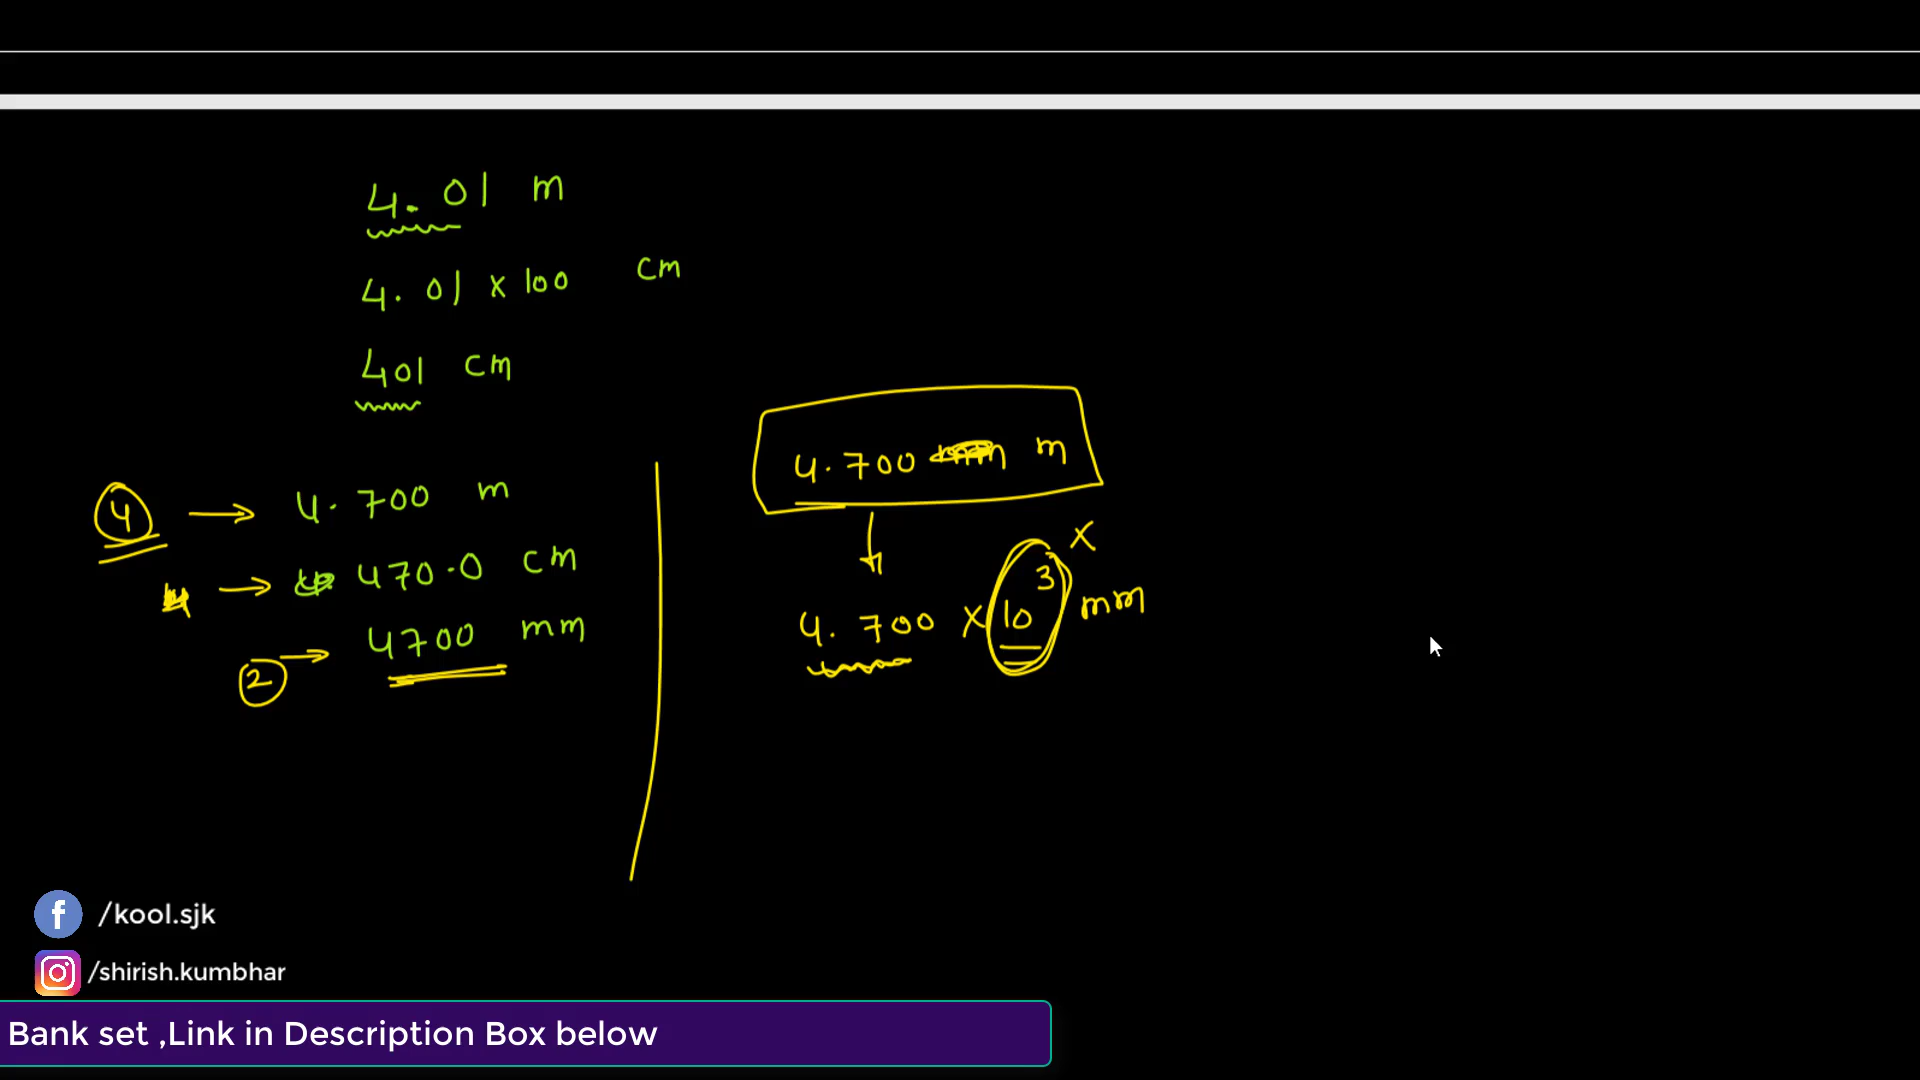 4.01 m
4.01 x 100 cm
401 cm
4 → 4.700 m
→ 470.0 cm
2 → 4700 mm
4.700 m
4.700 x 10³ mm
x
/kool.sjk
/shirish.kumbhar
Bank set ,Link in Description Box below